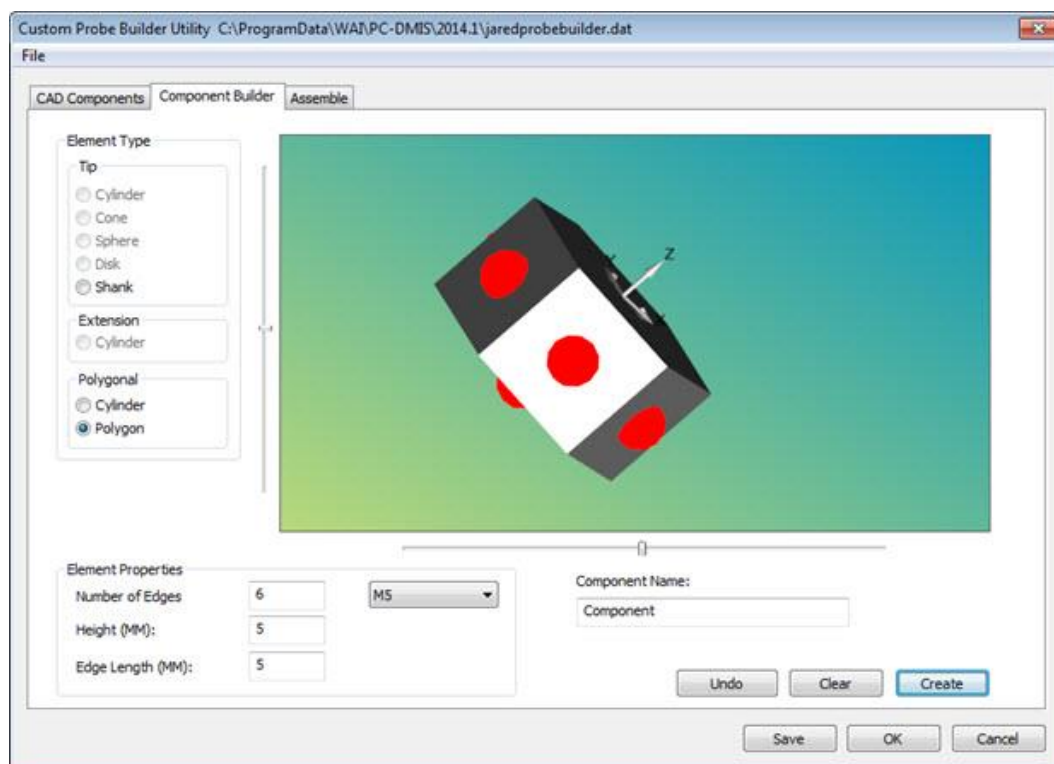 Custom Probe Builder Utility C:\ProgramData\WAI\PC-DMIS\2014.1\jaredprobebuilder.dat
File
CAD Components Component Builder Assemble
Element Type
Tip
Cylinder
Cone
Sphere
Disk
Shank
Extension
Cylinder
Polygonal
Cylinder
Polygon
Z
Element Properties
Number of Edges 6 M5
Height (MM): 5
Edge Length (MM): 5
Component Name:
Component
Undo Clear Create
Save OK Cancel